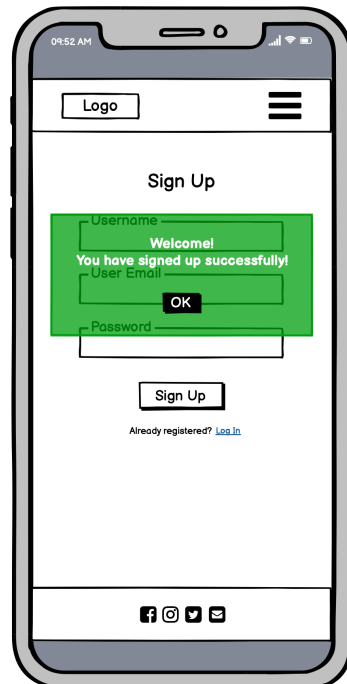 09:52 AM
Logo
Sign Up
Username
Welcome!
You have signed up successfully!
User Email
OK
Password
Sign Up
Already registered? Log In